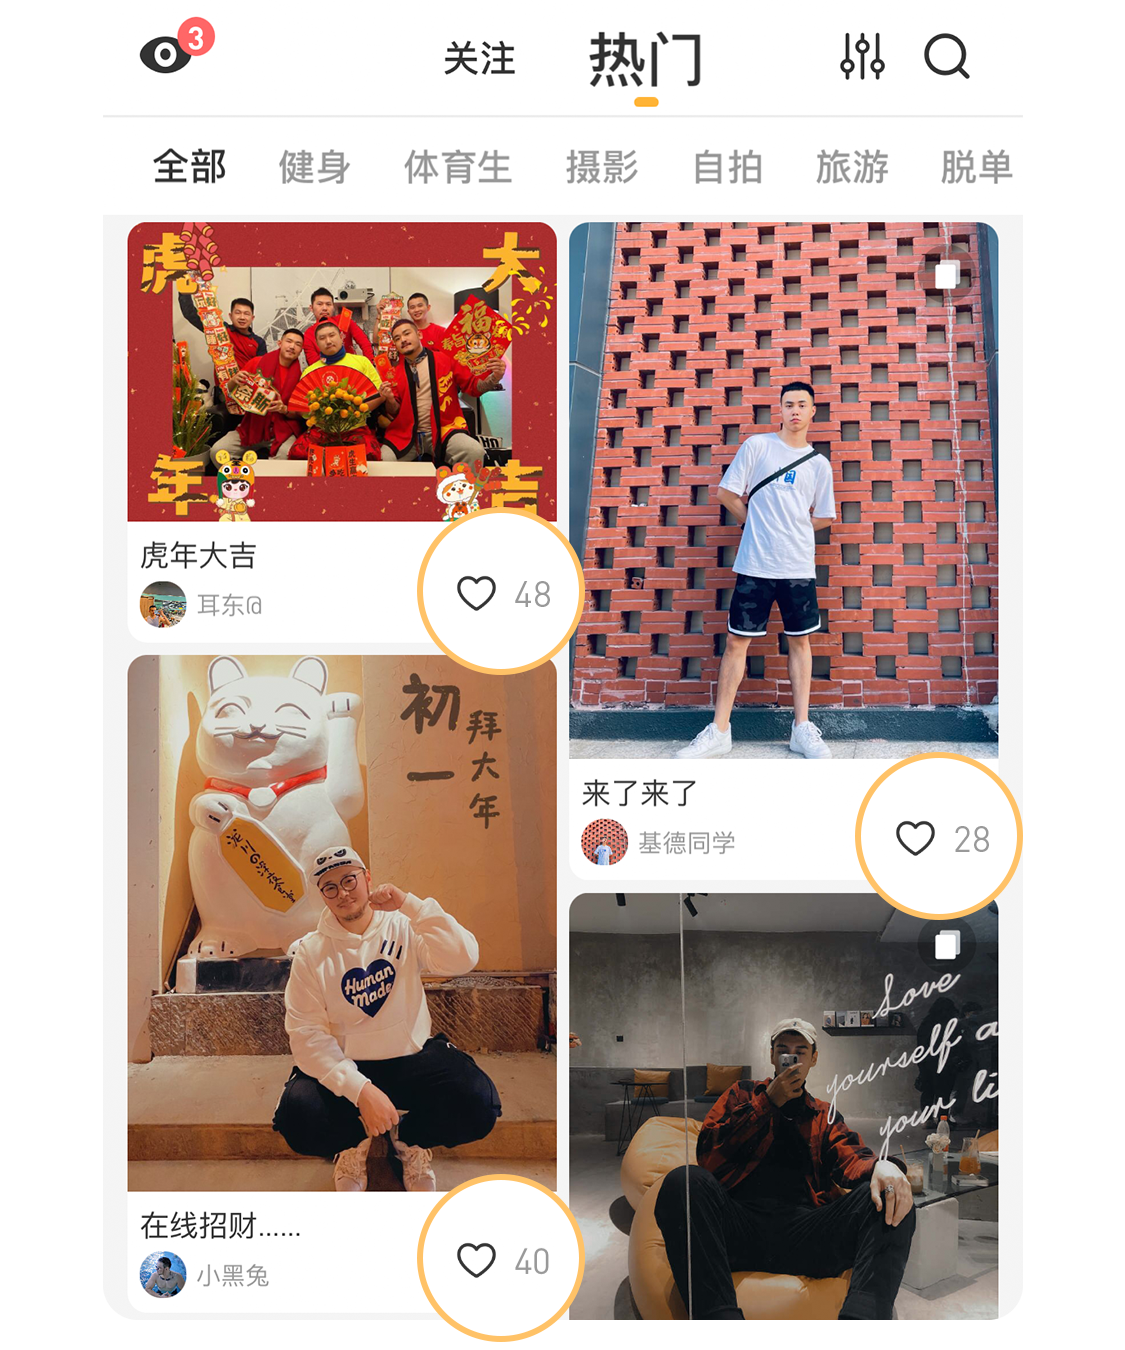 3
关注 热门
全部 健身 体育生 摄影 自拍 旅游 脱单
虎
大
福
年
吉
虎年大吉
耳东@
48
中国
来了来了
基德同学
28
初一
拜大年
Human
Made
在线招财......
小黑兔
40
Love
yourself a
your li